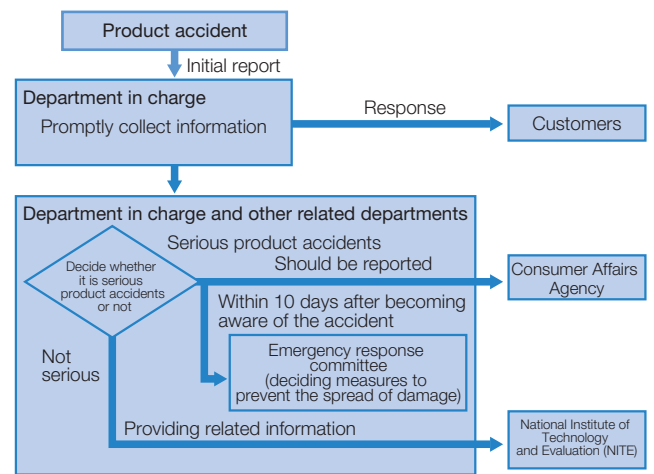 Product accident
Initial report
Department in charge
Promptly collect information
Response
Customers
Department in charge and other related departments
Serious product accidents
Should be reported
Decide whether
it is serious
product accidents
or not
Consumer Affairs
Agency
Within 10 days after becoming
aware of the accident
Emergency response
committee
(deciding measures to
prevent the spread of damage)
Not
serious
Providing related information
National Institute of
Technology
and Evaluation (NITE)